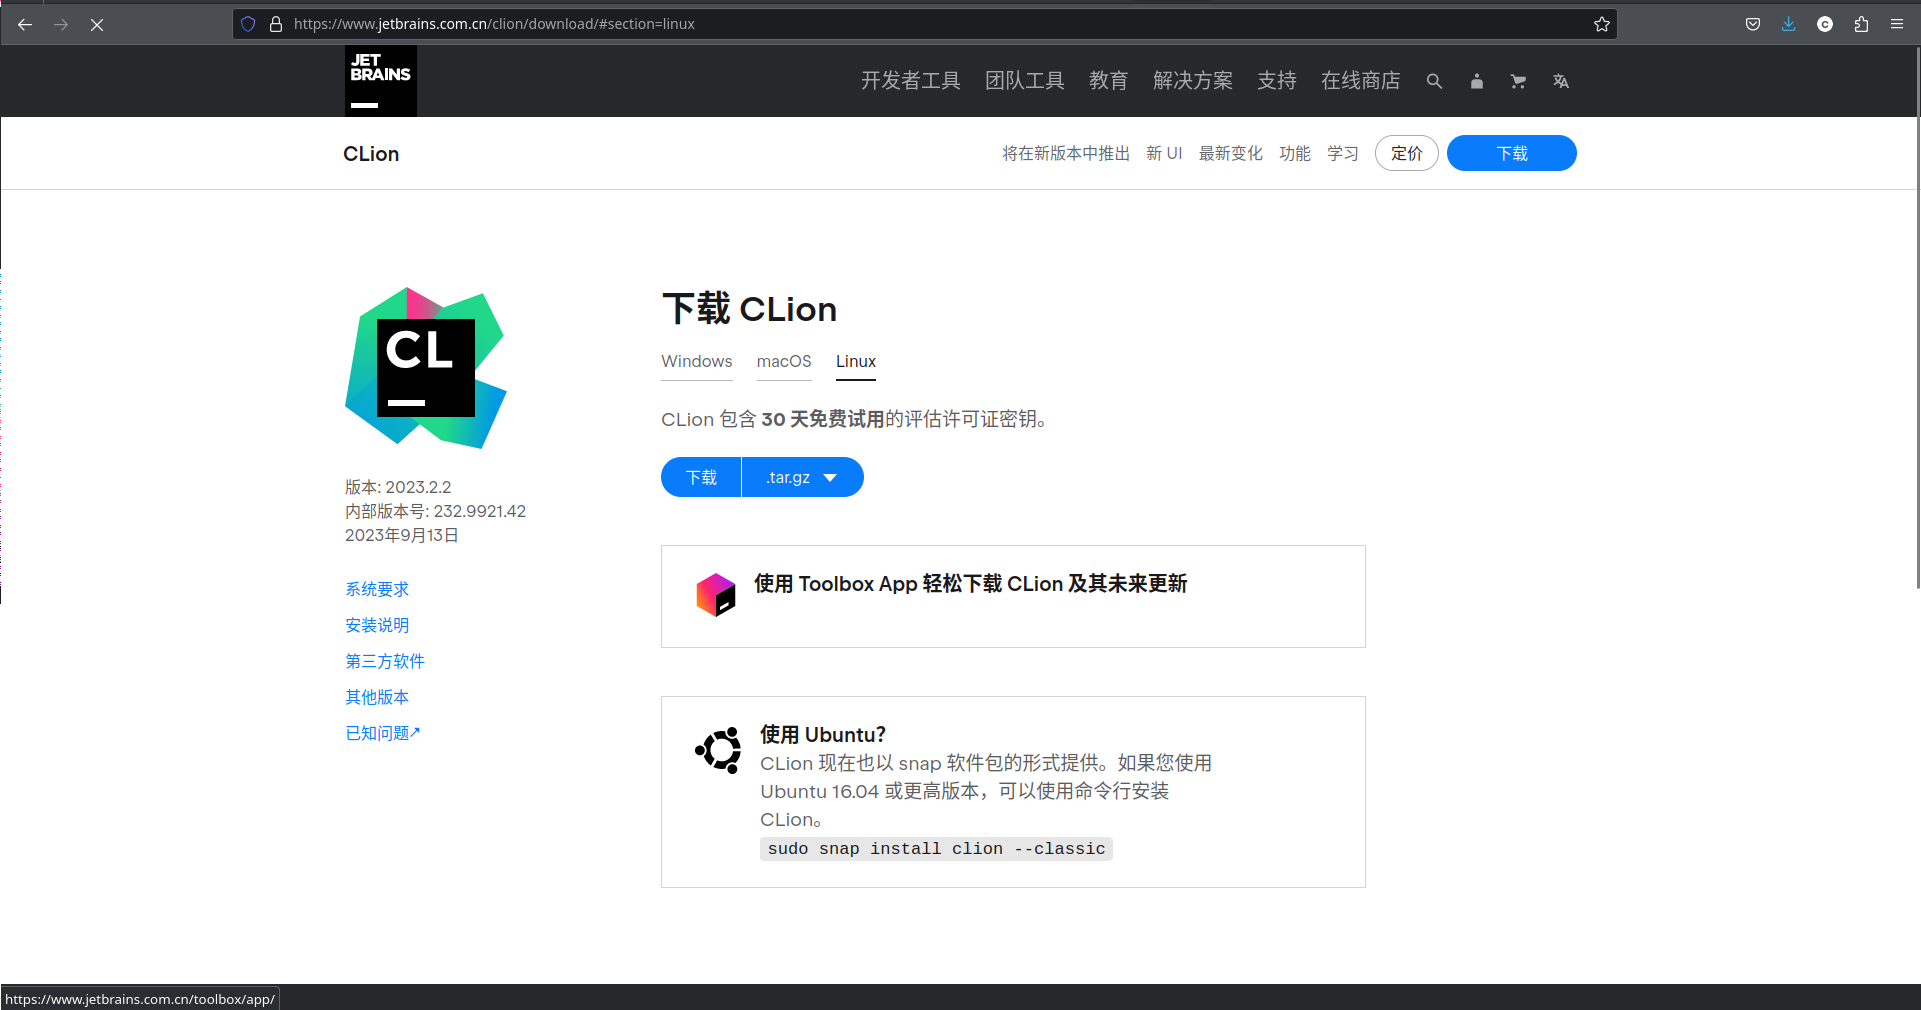 https://www.jetbrains.com.cn/clion/download/#section=linux
JET
BRAINS
开发者工具 团队工具 教育 解决方案 支持 在线商店
CLion
将在新版本中推出 新 UI 最新变化 功能 学习 定价 下载
CL
版本: 2023.2.2
内部版本号: 232.9921.42
2023年9月13日
系统要求
安装说明
第三方软件
其他版本
已知问题↗
下载 CLion
Windows macOS Linux
CLion 包含 30 天免费试用的评估许可证密钥。
下载 .tar.gz
使用 Toolbox App 轻松下载 CLion 及其未来更新
使用 Ubuntu?
CLion 现在也以 snap 软件包的形式提供。如果您使用
Ubuntu 16.04 或更高版本，可以使用命令行安装
CLion。
sudo snap install clion --classic
https://www.jetbrains.com.cn/toolbox/app/